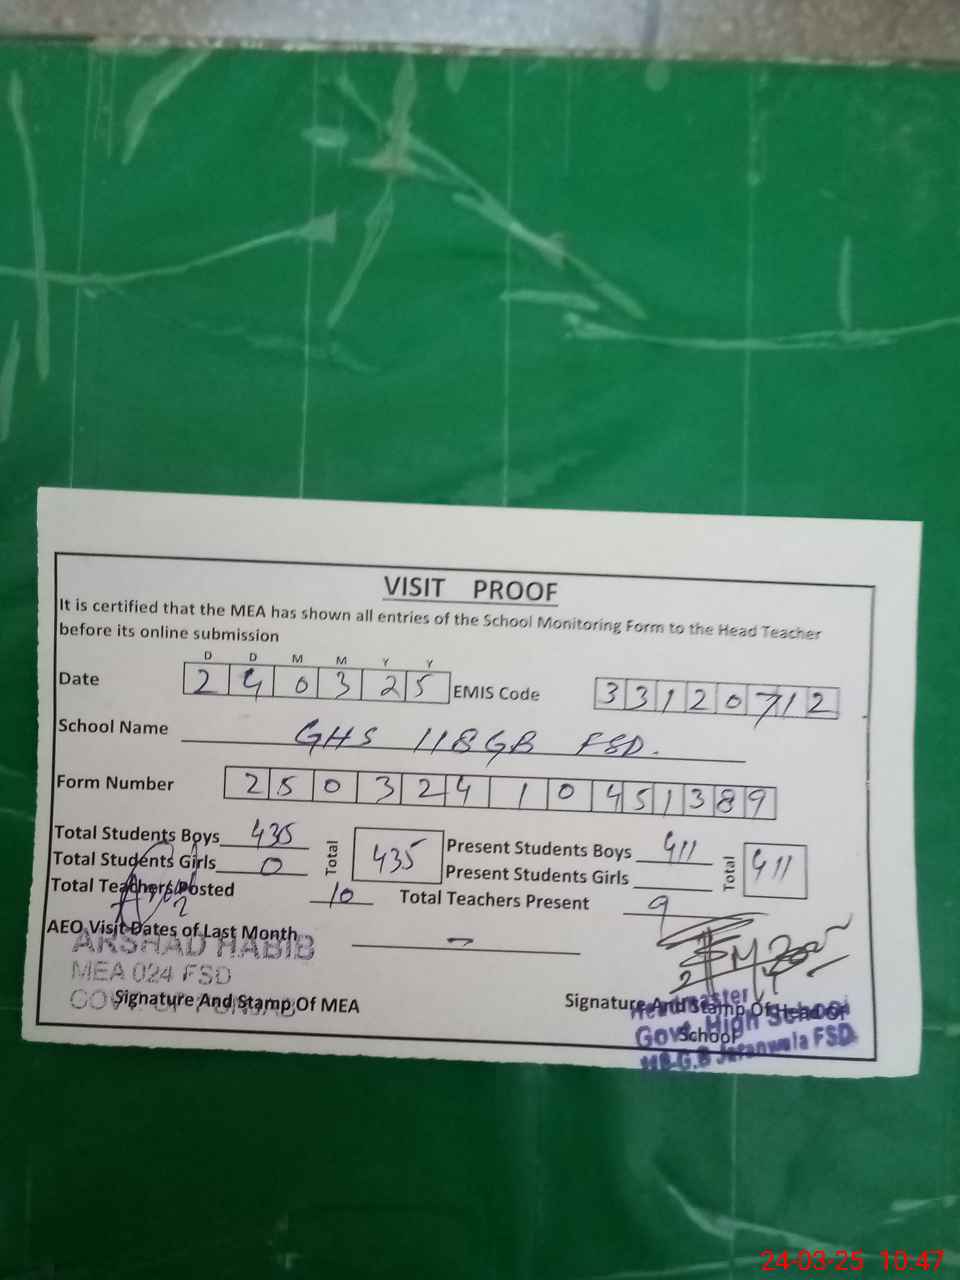 VISIT PROOF
It is certified that the MEA has shown all entries of the School Monitoring Form to the Head Teacher
before its online submission
D D M M Y Y
Date 2 4 0 3 2 5 EMIS Code 3 3 1 2 0 7 1 2
School Name GHS 118GB FSD.
Form Number 2 5 0 3 2 4 1 0 4 5 1 3 8 9
Total Students Boys 435 Total 435 Present Students Boys 411 Total 411
Total Students Girls 0 Present Students Girls
Total Teachers Posted 10 Total Teachers Present 9
AEO Visit Dates of Last Month -
ARSHAD HABIB
MEA 024 FSD
GOVT OF PUNJAB
Signature And Stamp Of MEA
Signature And Stamp Of Head Of
School
Headmaster
Govt. High School
118-G.B Jaranwala FSD.
24-03-25 10:47